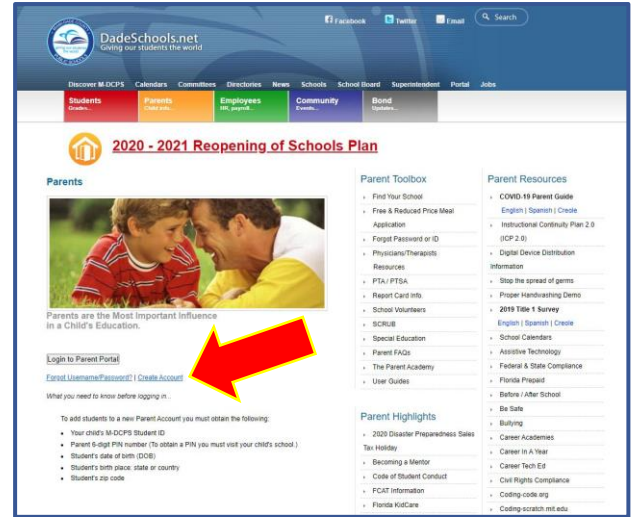 Facebook Twitter Email Search
DadeSchools.net
Giving our students the world
Discover M-DCPS Calendars Committees Directories News Schools School Board Superintendent Portal Jobs
Students Parents Employees Community Bond
Grades... Child info... HR, payroll... Events... Updates...
2020 - 2021 Reopening of Schools Plan
Parents
Parents are the Most Important Influence
in a Child's Education.
Login to Parent Portal
Forgot Username/Password? | Create Account
What you need to know before logging in...
To add students to a new Parent Account you must obtain the following:
Your child's M-DCPS Student ID
Parent 6-digit PIN number (To obtain a PIN you must visit your child's school.)
Student's date of birth (DOB)
Student's birth place: state or country
Student's zip code
Parent Toolbox
Find Your School
Free & Reduced Price Meal
Application
Forgot Password or ID
Physicians/Therapists
Resources
PTA / PTSA
Report Card Info.
School Volunteers
SCRUB
Special Education
Parent FAQs
The Parent Academy
User Guides
Parent Highlights
2020 Disaster Preparedness Sales
Tax Holiday
Becoming a Mentor
Code of Student Conduct
FCAT Information
Florida KidCare
Parent Resources
COVID-19 Parent Guide
English | Spanish | Creole
Instructional Continuity Plan 2.0
(ICP 2.0)
Digital Device Distribution
Information
Stop the spread of germs
Proper Handwashing Demo
2019 Title 1 Survey
English | Spanish | Creole
School Calendars
Assistive Technology
Federal & State Compliance
Florida Prepaid
Before / After School
Be Safe
Bullying
Career Academies
Career In A Year
Career Tech Ed
Civil Rights Compliance
Coding-code.org
Coding-scratch.mit.edu